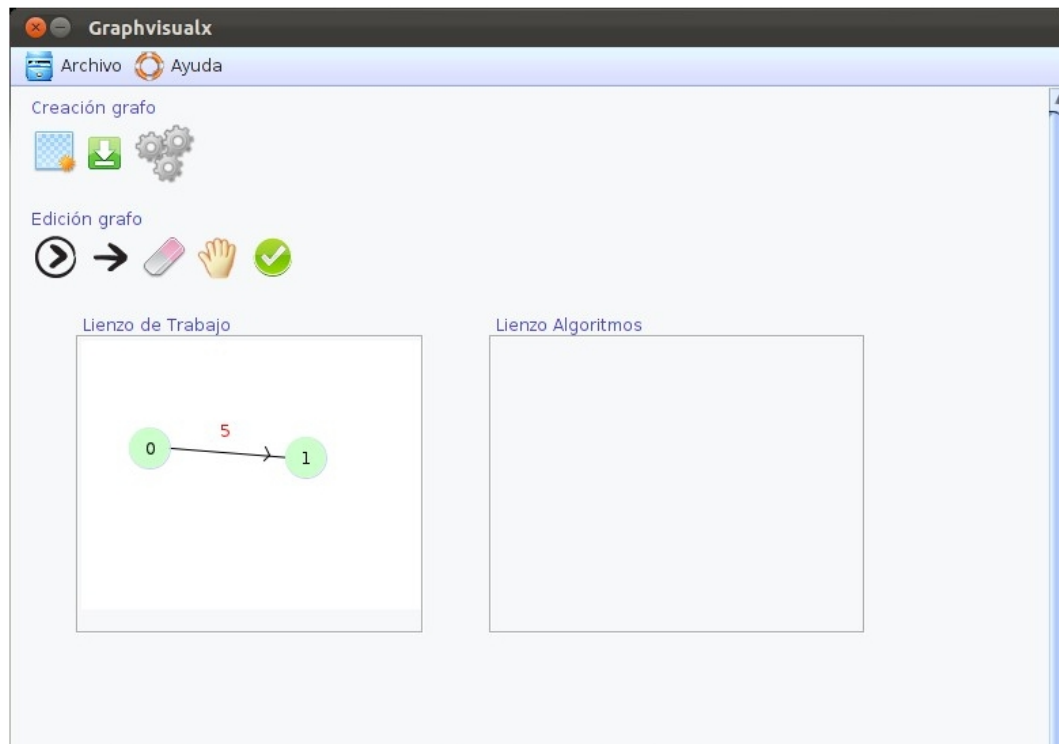 Graphvisualx
Archivo Ayuda
Creación grafo
Edición grafo
Lienzo de Trabajo
Lienzo Algoritmos
5
0
1